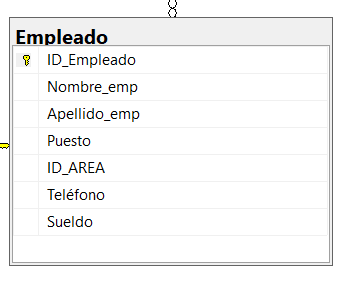 Empleado
ID_Empleado
Nombre_emp
Apellido_emp
Puesto
ID_AREA
Teléfono
Sueldo